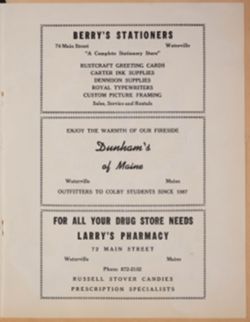 BERRY'S STATIONERS
74 Main Street Waterville
"A Complete Stationery Store"
RUSTCRAFT GREETING CARDS
CARTER INK SUPPLIES
DENNISON SUPPLIES
ROYAL TYPEWRITERS
CUSTOM PICTURE FRAMING
Sales, Service and Rentals
ENJOY THE WARMTH OF OUR FIRESIDE
Dunham's
of Maine
Waterville Maine
OUTFITTERS TO COLBY STUDENTS SINCE 1887
FOR ALL YOUR DRUG STORE NEEDS
LARRY'S PHARMACY
72 MAIN STREET
Waterville Maine
Phone 872-2182
RUSSELL STOVER CANDIES
PRESCRIPTION SPECIALISTS